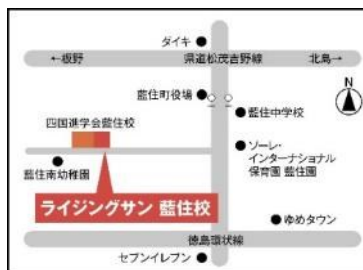 ダイキ
←板野
県道松茂吉野線
北島→
藍住町役場
藍住中学校
N
四国進学会藍住校
ソーレ・
インターナショナル
保育園 藍住園
藍住南幼稚園
ライジングサン 藍住校
ゆめタウン
徳島環状線
セブンイレブン